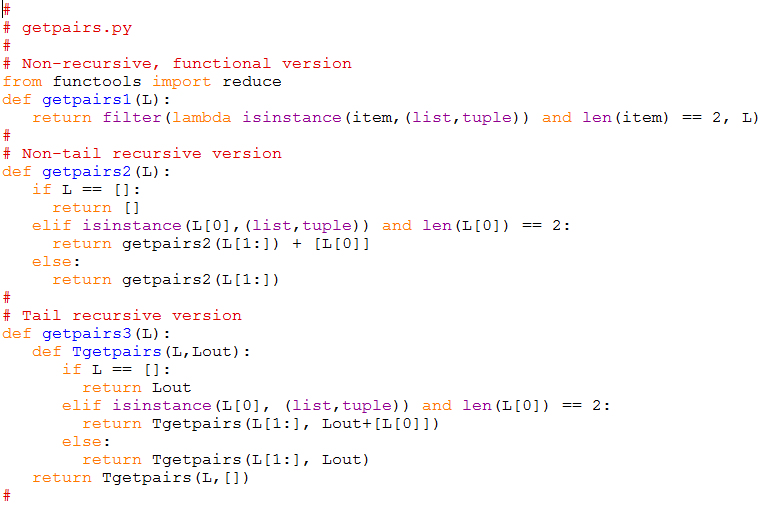 #
# getpairs.py
#
# Non-recursive, functional version
from functools import reduce
def getpairs1(L):
   return filter(lambda isinstance(item,(list,tuple)) and len(item) == 2, L)
#
# Non-tail recursive version
def getpairs2(L):
   if L == []:
     return []
   elif isinstance(L[0],(list,tuple)) and len(L[0]) == 2:
     return getpairs2(L[1:]) + [L[0]]
   else:
     return getpairs2(L[1:])
#
# Tail recursive version
def getpairs3(L):
   def Tgetpairs(L,Lout):
      if L == []:
        return Lout
      elif isinstance(L[0], (list,tuple)) and len(L[0]) == 2:
        return Tgetpairs(L[1:], Lout+[L[0]])
      else:
        return Tgetpairs(L[1:], Lout)
   return Tgetpairs(L,[])
#